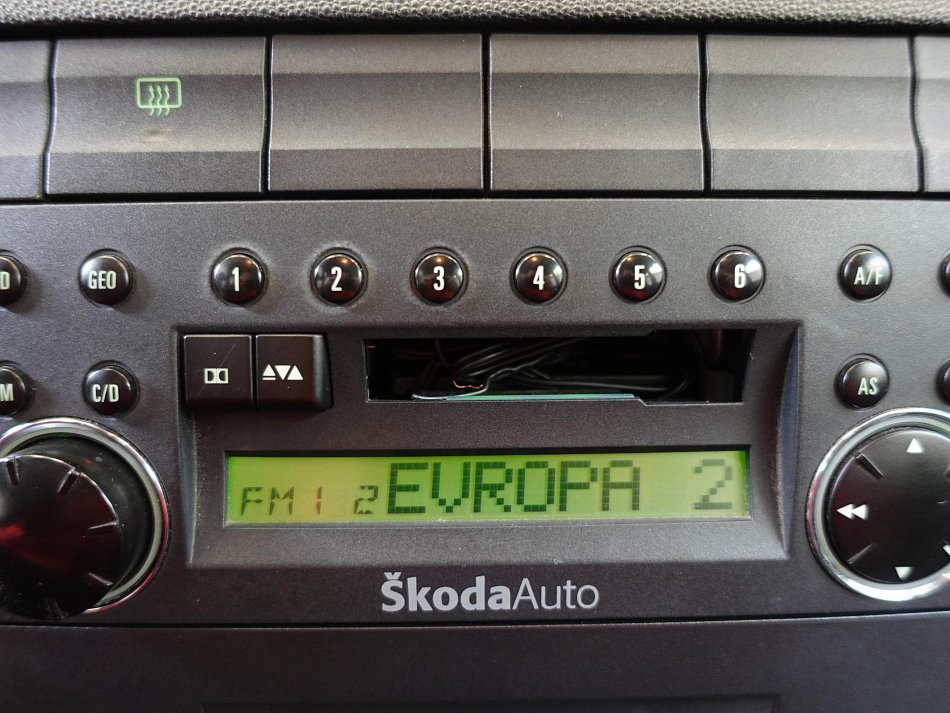 D GEO 1 2 3 4 5 6 A/F
M C/D AS
FM1 2 EVROPA 2
ŠkodaAuto